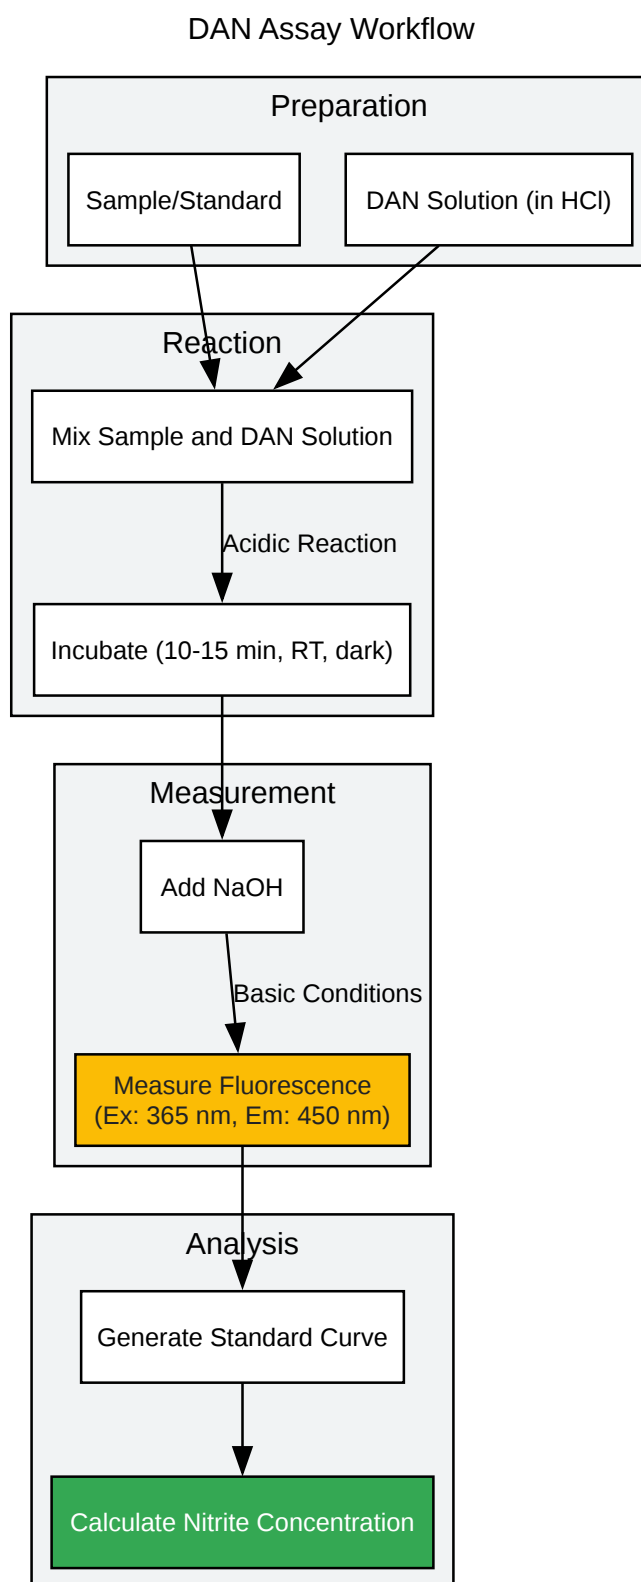 DAN Assay Workflow
Preparation
Sample/Standard
DAN Solution (in HCl)
Reaction
Mix Sample and DAN Solution
Acidic Reaction
Incubate (10-15 min, RT, dark)
Measurement
Add NaOH
Basic Conditions
Measure Fluorescence
(Ex: 365 nm, Em: 450 nm)
Analysis
Generate Standard Curve
Calculate Nitrite Concentration